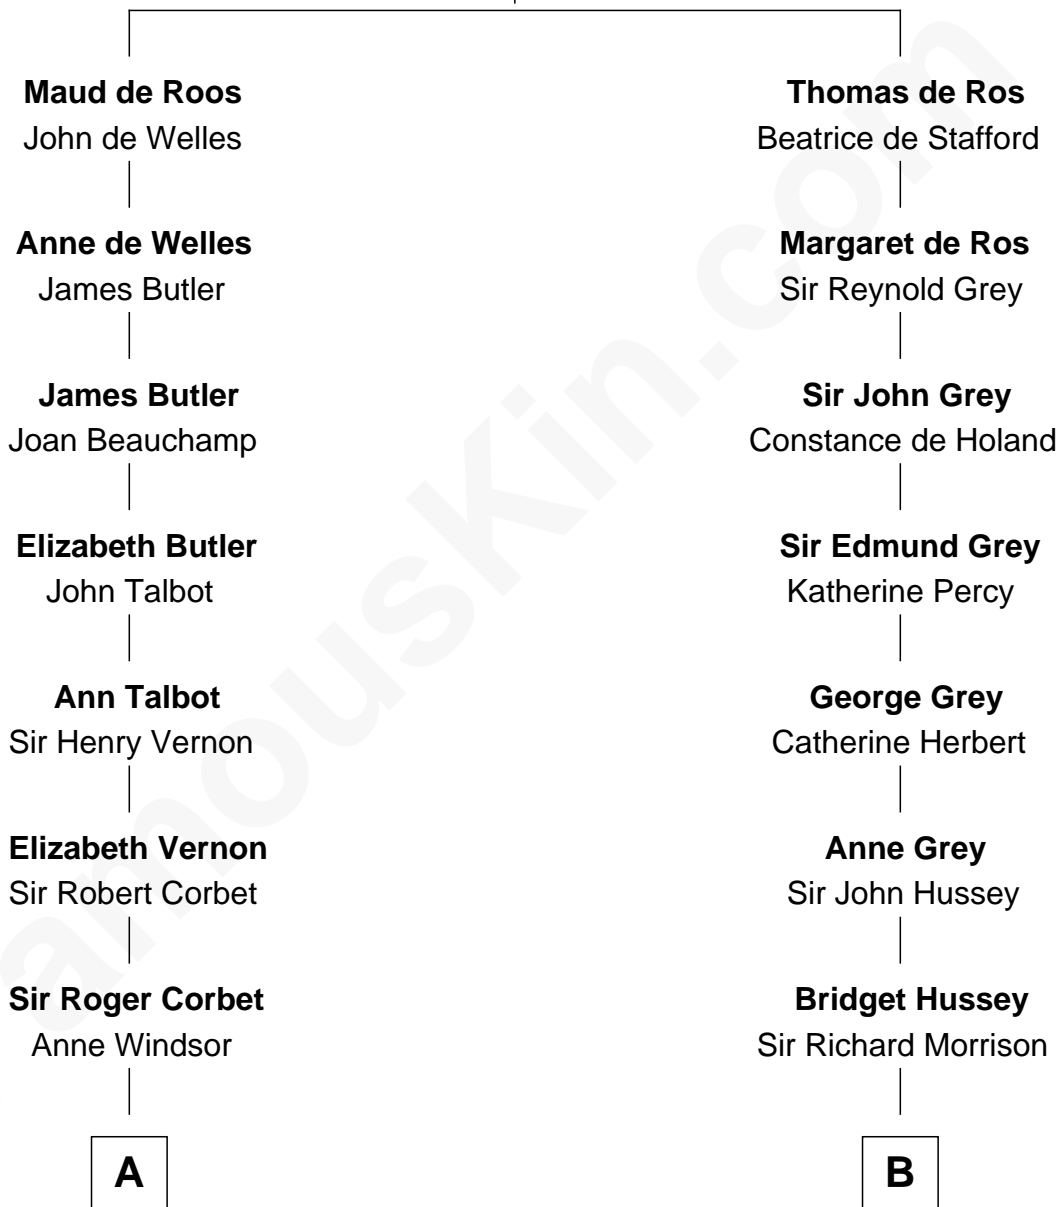 Maud de Roos
John de Welles
Thomas de Ros
Beatrice de Stafford
Anne de Welles
James Butler
Margaret de Ros
Sir Reynold Grey
James Butler
Joan Beauchamp
Sir John Grey
Constance de Holand
Elizabeth Butler
John Talbot
Sir Edmund Grey
Katherine Percy
Ann Talbot
Sir Henry Vernon
George Grey
Catherine Herbert
Elizabeth Vernon
Sir Robert Corbet
Anne Grey
Sir John Hussey
Sir Roger Corbet
Anne Windsor
Bridget Hussey
Sir Richard Morrison
A
B
amouskin.com